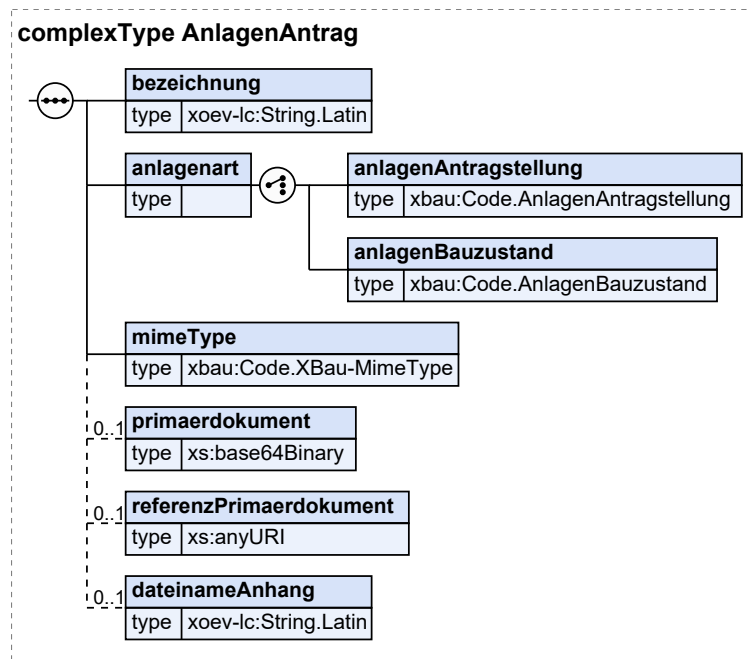 complexType AnlagenAntrag
bezeichnung
type xoev-lc:String.Latin
anlagenart
type
anlagenAntragstellung
type xbau:Code.AnlagenAntragstellung
anlagenBauzustand
type xbau:Code.AnlagenBauzustand
mimeType
type xbau:Code.XBau-MimeType
0..1 primaerdokument
type xs:base64Binary
0..1 referenzPrimaerdokument
type xs:anyURI
0..1 dateinameAnhang
type xoev-lc:String.Latin